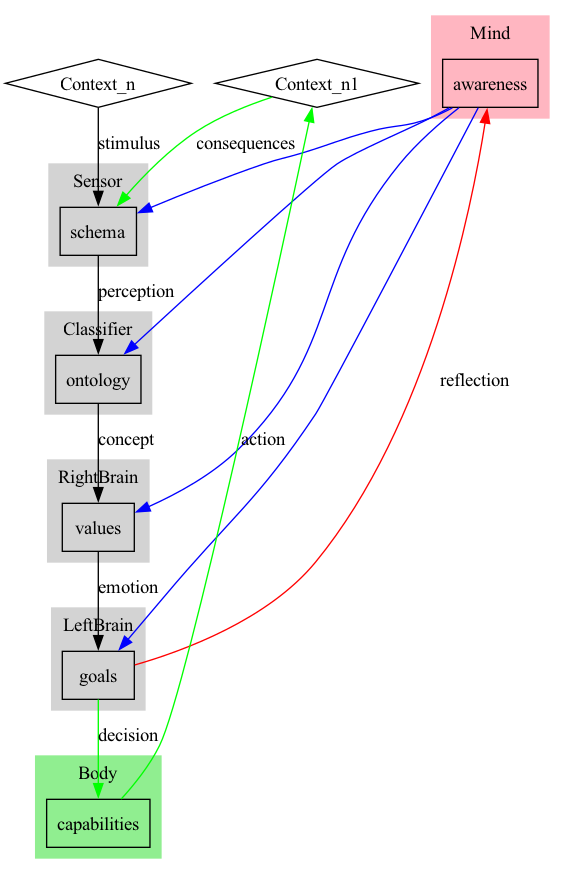 Mind
Context_n
Context_n1
awareness
stimulus
consequences
Sensor
schema
perception
Classifier
ontology
reflection
concept
action
RightBrain
values
emotion
LeftBrain
goals
decision
Body
capabilities